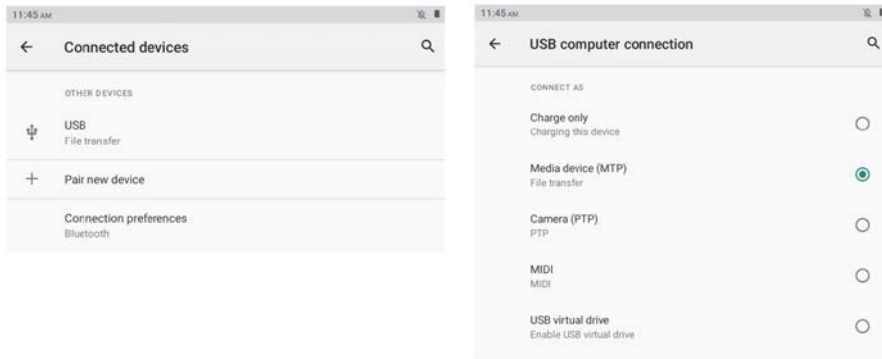 11:45 AM
Connected devices
OTHER DEVICES
USB
File transfer
Pair new device
Connection preferences
Bluetooth
11:45 AM
USB computer connection
CONNECT AS
Charge only
Charging this device
Media device (MTP)
File transfer
Camera (PTP)
PTP
MIDI
MIDI
USB virtual drive
Enable USB virtual drive